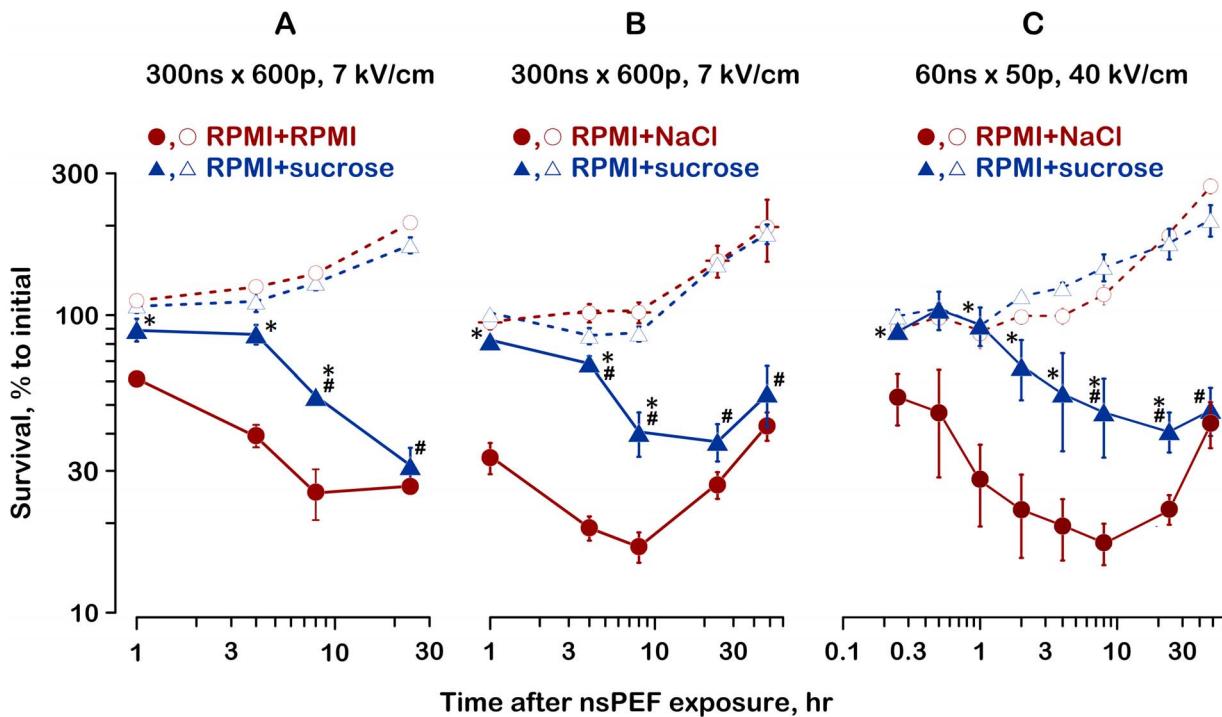 A B C
300ns x 600p, 7 kV/cm 300ns x 600p, 7 kV/cm 60ns x 50p, 40 kV/cm
●,○ RPMI+RPMI ●,○ RPMI+NaCl ●,○ RPMI+NaCl
▲,△ RPMI+sucrose ▲,△ RPMI+sucrose ▲,△ RPMI+sucrose
Survival, % to initial
300
100
30
10
* * * # #
* * # * # # #
* * * * * # * # #
1 3 10 30 1 3 10 30 0.1 0.3 1 3 10 30
Time after nsPEF exposure, hr